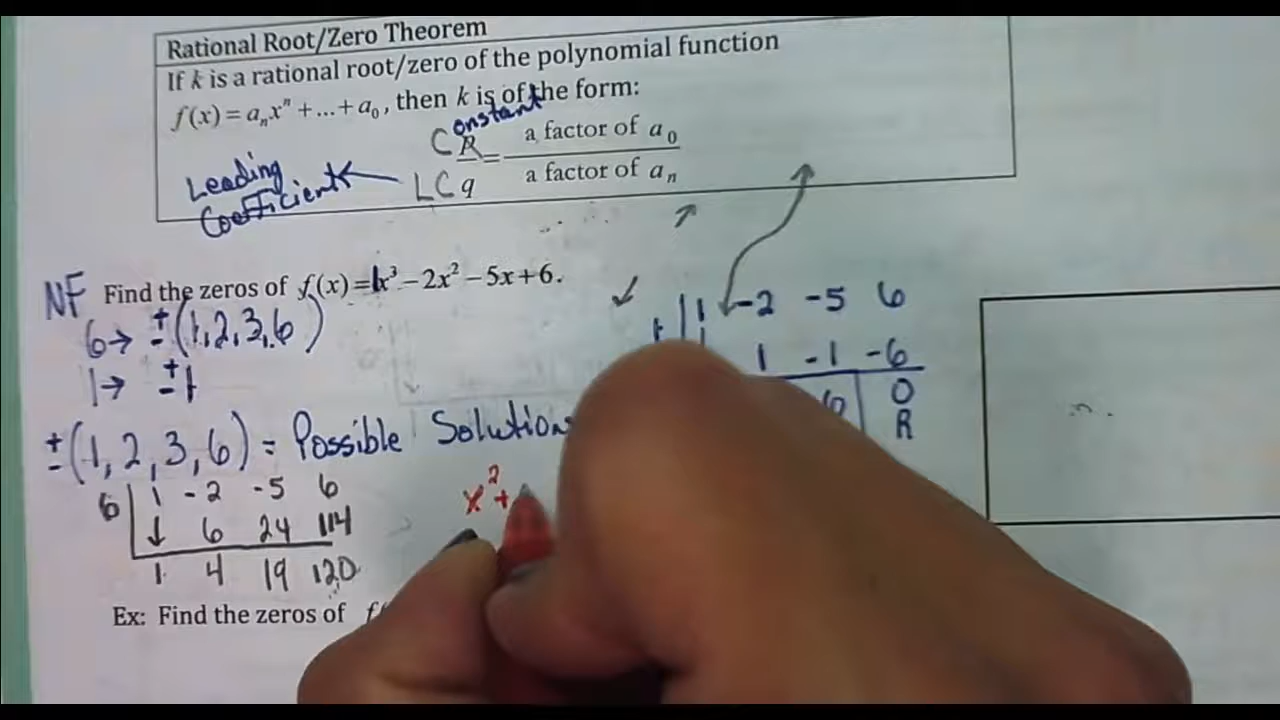 Rational Root/Zero Theorem
If k is a rational root/zero of the polynomial function
f(x) = aₙxⁿ + ... + a₀, then k is of the form:
Constant
C p = a factor of a₀
LC q a factor of aₙ
Leading
Coefficient
NF Find the zeros of f(x) = 1x³ − 2x² − 5x + 6.
6 → ± (1, 2, 3, 6)
1 → ± 1
± (1, 2, 3, 6) = Possible Solutions
6 | 1 -2 -5 6
↓ 6 24 114
1 4 19 120
1 | 1 -2 -5 6
1 -1 -6
0
R
x² +
Ex: Find the zeros of